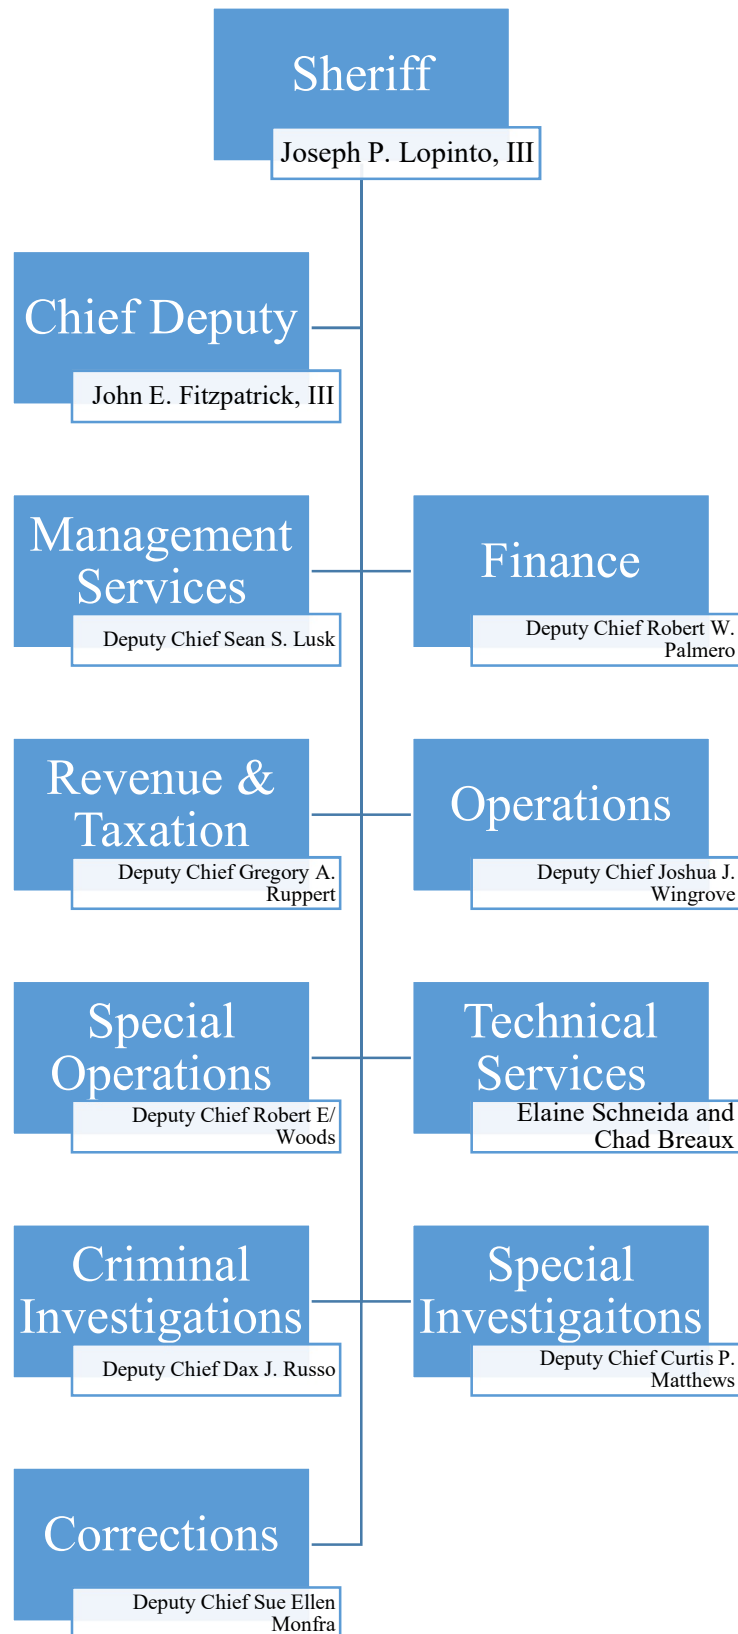 Sheriff
Joseph P. Lopinto, III
Chief Deputy
John E. Fitzpatrick, III
Management
Services
Deputy Chief Sean S. Lusk
Finance
Deputy Chief Robert W.
Palmero
Revenue &
Taxation
Deputy Chief Gregory A.
Ruppert
Operations
Deputy Chief Joshua J.
Wingrove
Special
Operations
Deputy Chief Robert E/
Woods
Technical
Services
Elaine Schneida and
Chad Breaux
Criminal
Investigations
Deputy Chief Dax J. Russo
Special
Investigaitons
Deputy Chief Curtis P.
Matthews
Corrections
Deputy Chief Sue Ellen
Monfra